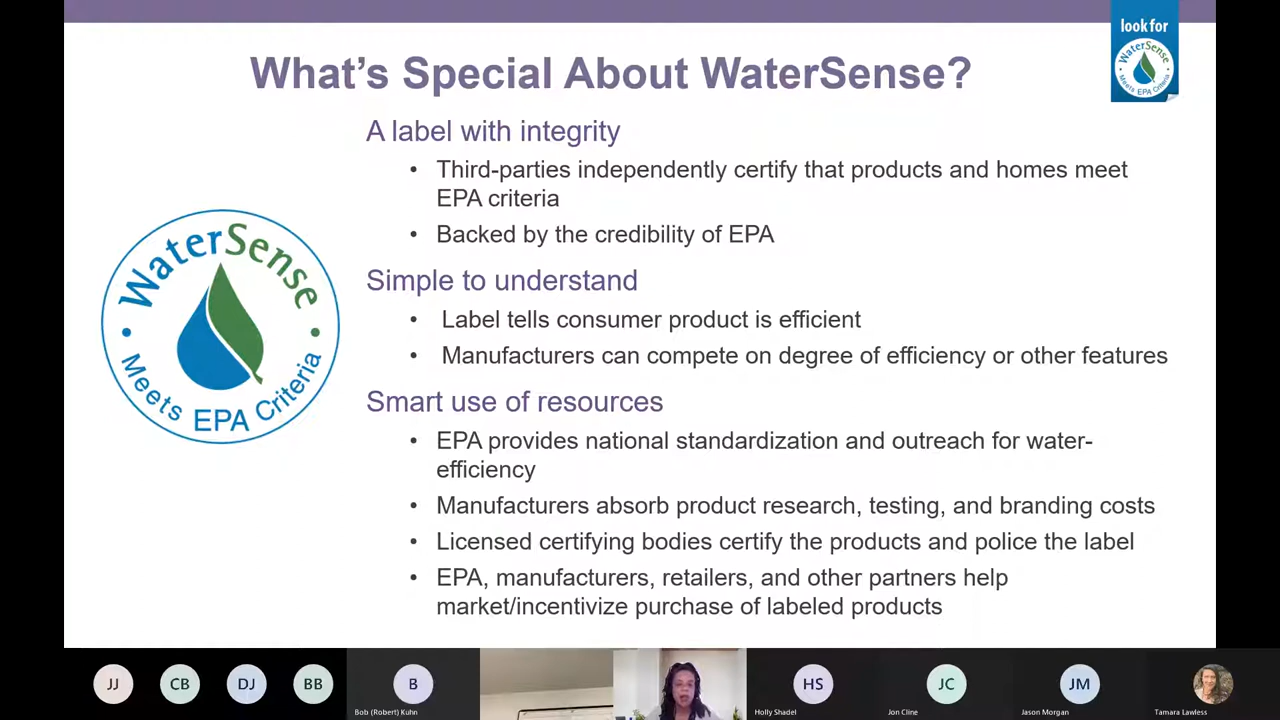 What's Special About WaterSense?
look for
WaterSense
Meets EPA Criteria
A label with integrity
• Third-parties independently certify that products and homes meet
EPA criteria
• Backed by the credibility of EPA
WaterSense
Meets EPA Criteria
Simple to understand
• Label tells consumer product is efficient
• Manufacturers can compete on degree of efficiency or other features
Smart use of resources
• EPA provides national standardization and outreach for water-
efficiency
• Manufacturers absorb product research, testing, and branding costs
• Licensed certifying bodies certify the products and police the label
• EPA, manufacturers, retailers, and other partners help
market/incentivize purchase of labeled products
JJ
CB
DJ
BB
B
Bob (Robert) Kuhn
HS
Holly Shadel
JC
Jon Cline
JM
Jason Morgan
Tamara Lawless